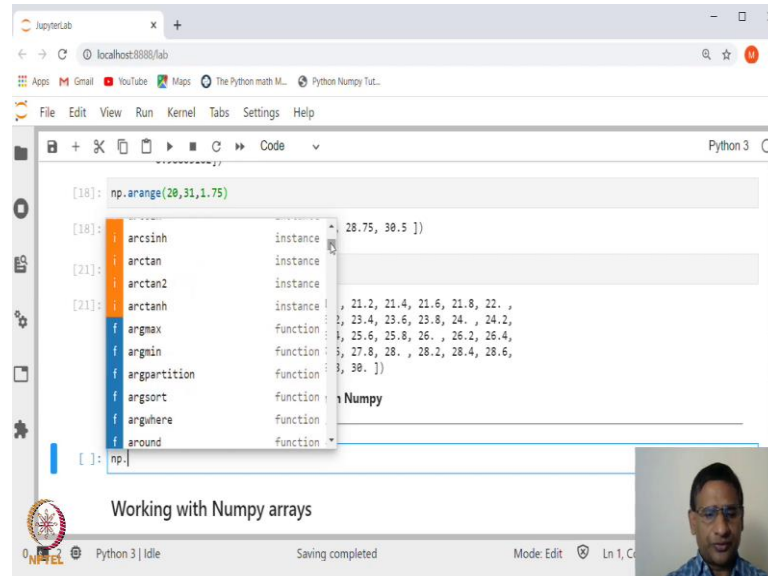 JupyterLab
localhost:8888/lab
Apps Gmail YouTube Maps The Python math M... Python Numpy Tut...
File Edit View Run Kernel Tabs Settings Help
Code Python 3
[18]: np.arange(20,31,1.75)
[18]: , 28.75, 30.5 ])
arcsinh instance
[21]:
arctan instance
arctan2 instance
[21]: arctanh instance , 21.2, 21.4, 21.6, 21.8, 22. ,
argmax function 2, 23.4, 23.6, 23.8, 24. , 24.2,
argmin function 25.6, 25.8, 26. , 26.2, 26.4,
argpartition function 27.8, 28. , 28.2, 28.4, 28.6,
argsort function 30. ])
argwhere function Numpy
around function
[ ]: np.
Working with Numpy arrays
0 2 Python 3 | Idle Saving completed Mode: Edit Ln 1,
NPTEL